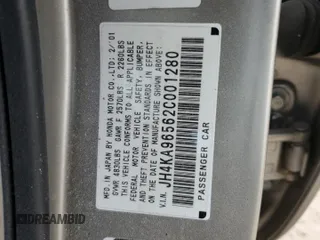 MFD. IN JAPAN BY HONDA MOTOR CO.,LTD; 2/'01
GVWR 4830LBS GAWR F 2570LBS R 2260LBS
THIS VEHICLE CONFORMS TO ALL APPLICABLE
FEDERAL MOTOR VEHICLE SAFETY, BUMPER,
AND THEFT PREVENTION STANDARDS IN EFFECT
ON THE DATE OF MANUFACTURE SHOWN ABOVE.
V.I.N. JH4KA96562C001280
PASSENGER CAR
AUTOBIDMASTER